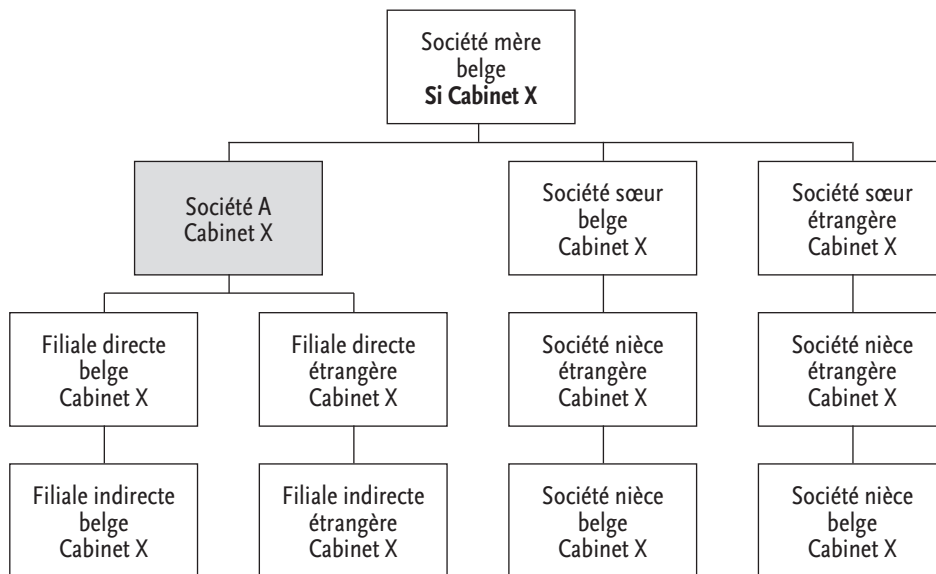 Société mère
belge
Si Cabinet X
Société A
Cabinet X
Société sœur
belge
Cabinet X
Société sœur
étrangère
Cabinet X
Filiale directe
belge
Cabinet X
Filiale directe
étrangère
Cabinet X
Société nièce
étrangère
Cabinet X
Société nièce
étrangère
Cabinet X
Filiale indirecte
belge
Cabinet X
Filiale indirecte
étrangère
Cabinet X
Société nièce
belge
Cabinet X
Société nièce
belge
Cabinet X